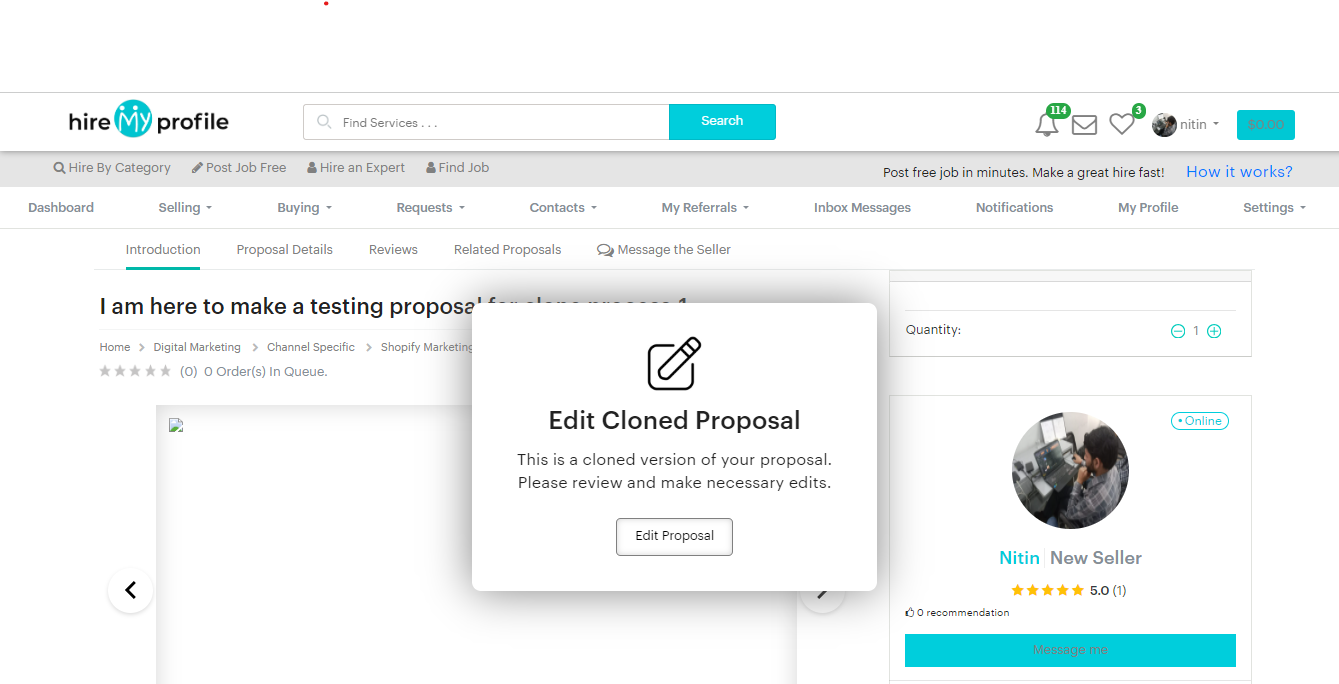 hire My profile
Find Services . . .
Search
114
3
nitin
$0.00
Hire By Category
Post Job Free
Hire an Expert
Find Job
Post free job in minutes. Make a great hire fast!
How it works?
Dashboard
Selling
Buying
Requests
Contacts
My Referrals
Inbox Messages
Notifications
My Profile
Settings
Introduction
Proposal Details
Reviews
Related Proposals
Message the Seller
I am here to make a testing proposal for clone process 1
Home
Digital Marketing
Channel Specific
Shopify Marketing
(0) 0 Order(s) In Queue.
Edit Cloned Proposal
This is a cloned version of your proposal.
Please review and make necessary edits.
Edit Proposal
Quantity:
1
• Online
Nitin | New Seller
5.0 (1)
0 recommendation
Message me